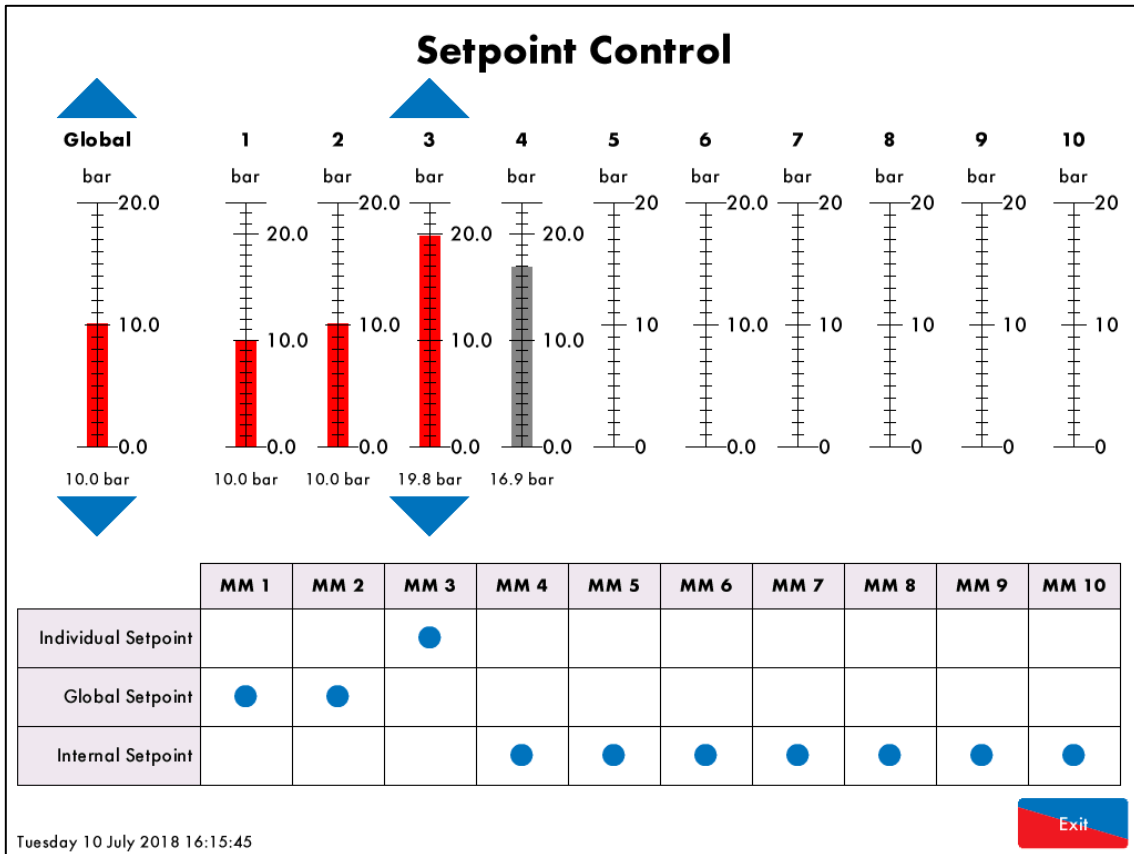 Setpoint Control
Global 1 2 3 4 5 6 7 8 9 10
bar bar bar bar bar bar bar bar bar bar bar
20.0 20.0 20 20.0 20 20 20 20
20.0 20.0 20.0
10.0 10.0 10 10.0 10 10 10 10
10.0 10.0 10.0
0.0 0.0 0.0 0.0 0.0 0 0.0 0 0 0 0
10.0 bar 10.0 bar 10.0 bar 19.8 bar 16.9 bar
MM 1 MM 2 MM 3 MM 4 MM 5 MM 6 MM 7 MM 8 MM 9 MM 10
Individual Setpoint
Global Setpoint
Internal Setpoint
Exit
Tuesday 10 July 2018 16:15:45